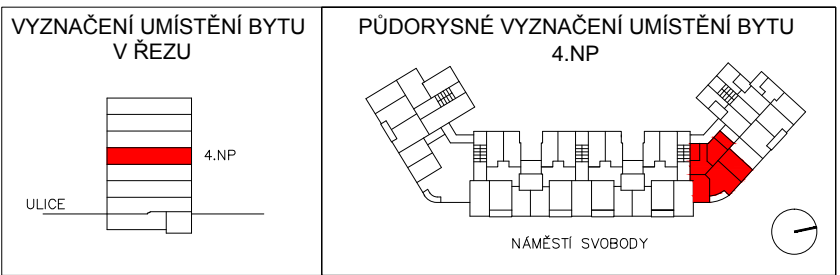 VYZNAČENÍ UMÍSTĚNÍ BYTU
V ŘEZU
4.NP
ULICE
PŮDORYSNÉ VYZNAČENÍ UMÍSTĚNÍ BYTU
4.NP
NÁMĚSTÍ SVOBODY